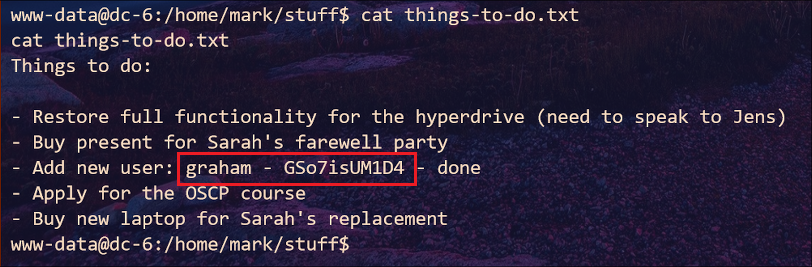 www-data@dc-6:/home/mark/stuff$ cat things-to-do.txt
cat things-to-do.txt
Things to do:

- Restore full functionality for the hyperdrive (need to speak to Jens)
- Buy present for Sarah's farewell party
- Add new user: graham - GSo7isUM1D4 - done
- Apply for the OSCP course
- Buy new laptop for Sarah's replacement
www-data@dc-6:/home/mark/stuff$